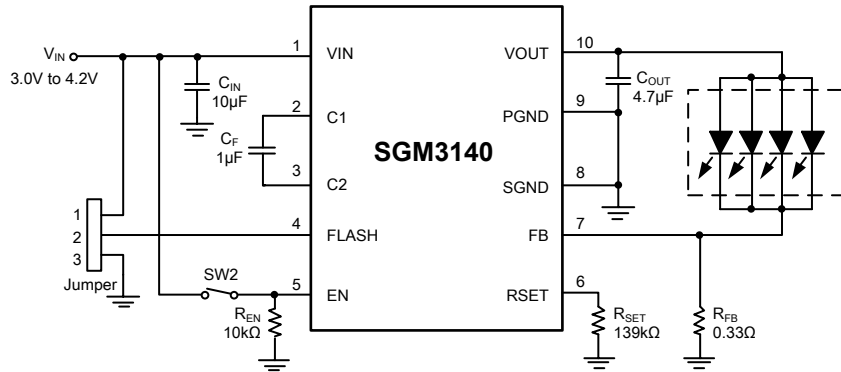 VIN
3.0V to 4.2V
CIN
10µF
CF
1µF
1
2
3
Jumper
SW2
REN
10kΩ
1
VIN
2
C1
3
C2
4
FLASH
5
EN
SGM3140
VOUT
10
PGND
9
SGND
8
FB
7
RSET
6
COUT
4.7µF
RSET
139kΩ
RFB
0.33Ω